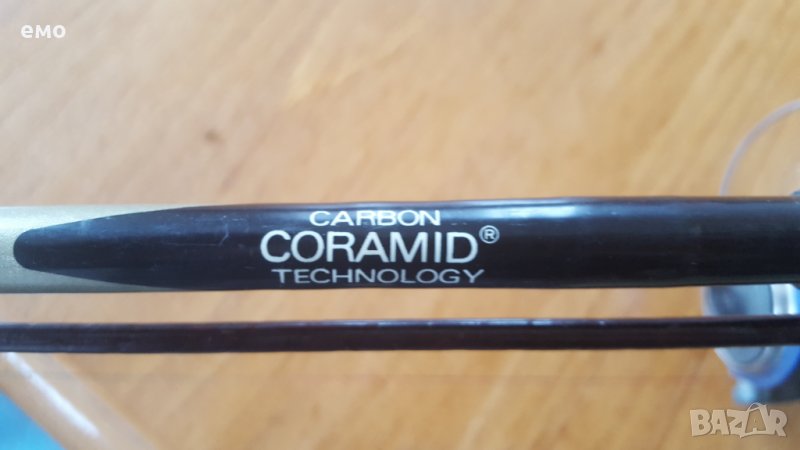 емо
CARBON
CORAMID®
TECHNOLOGY
BAZAR